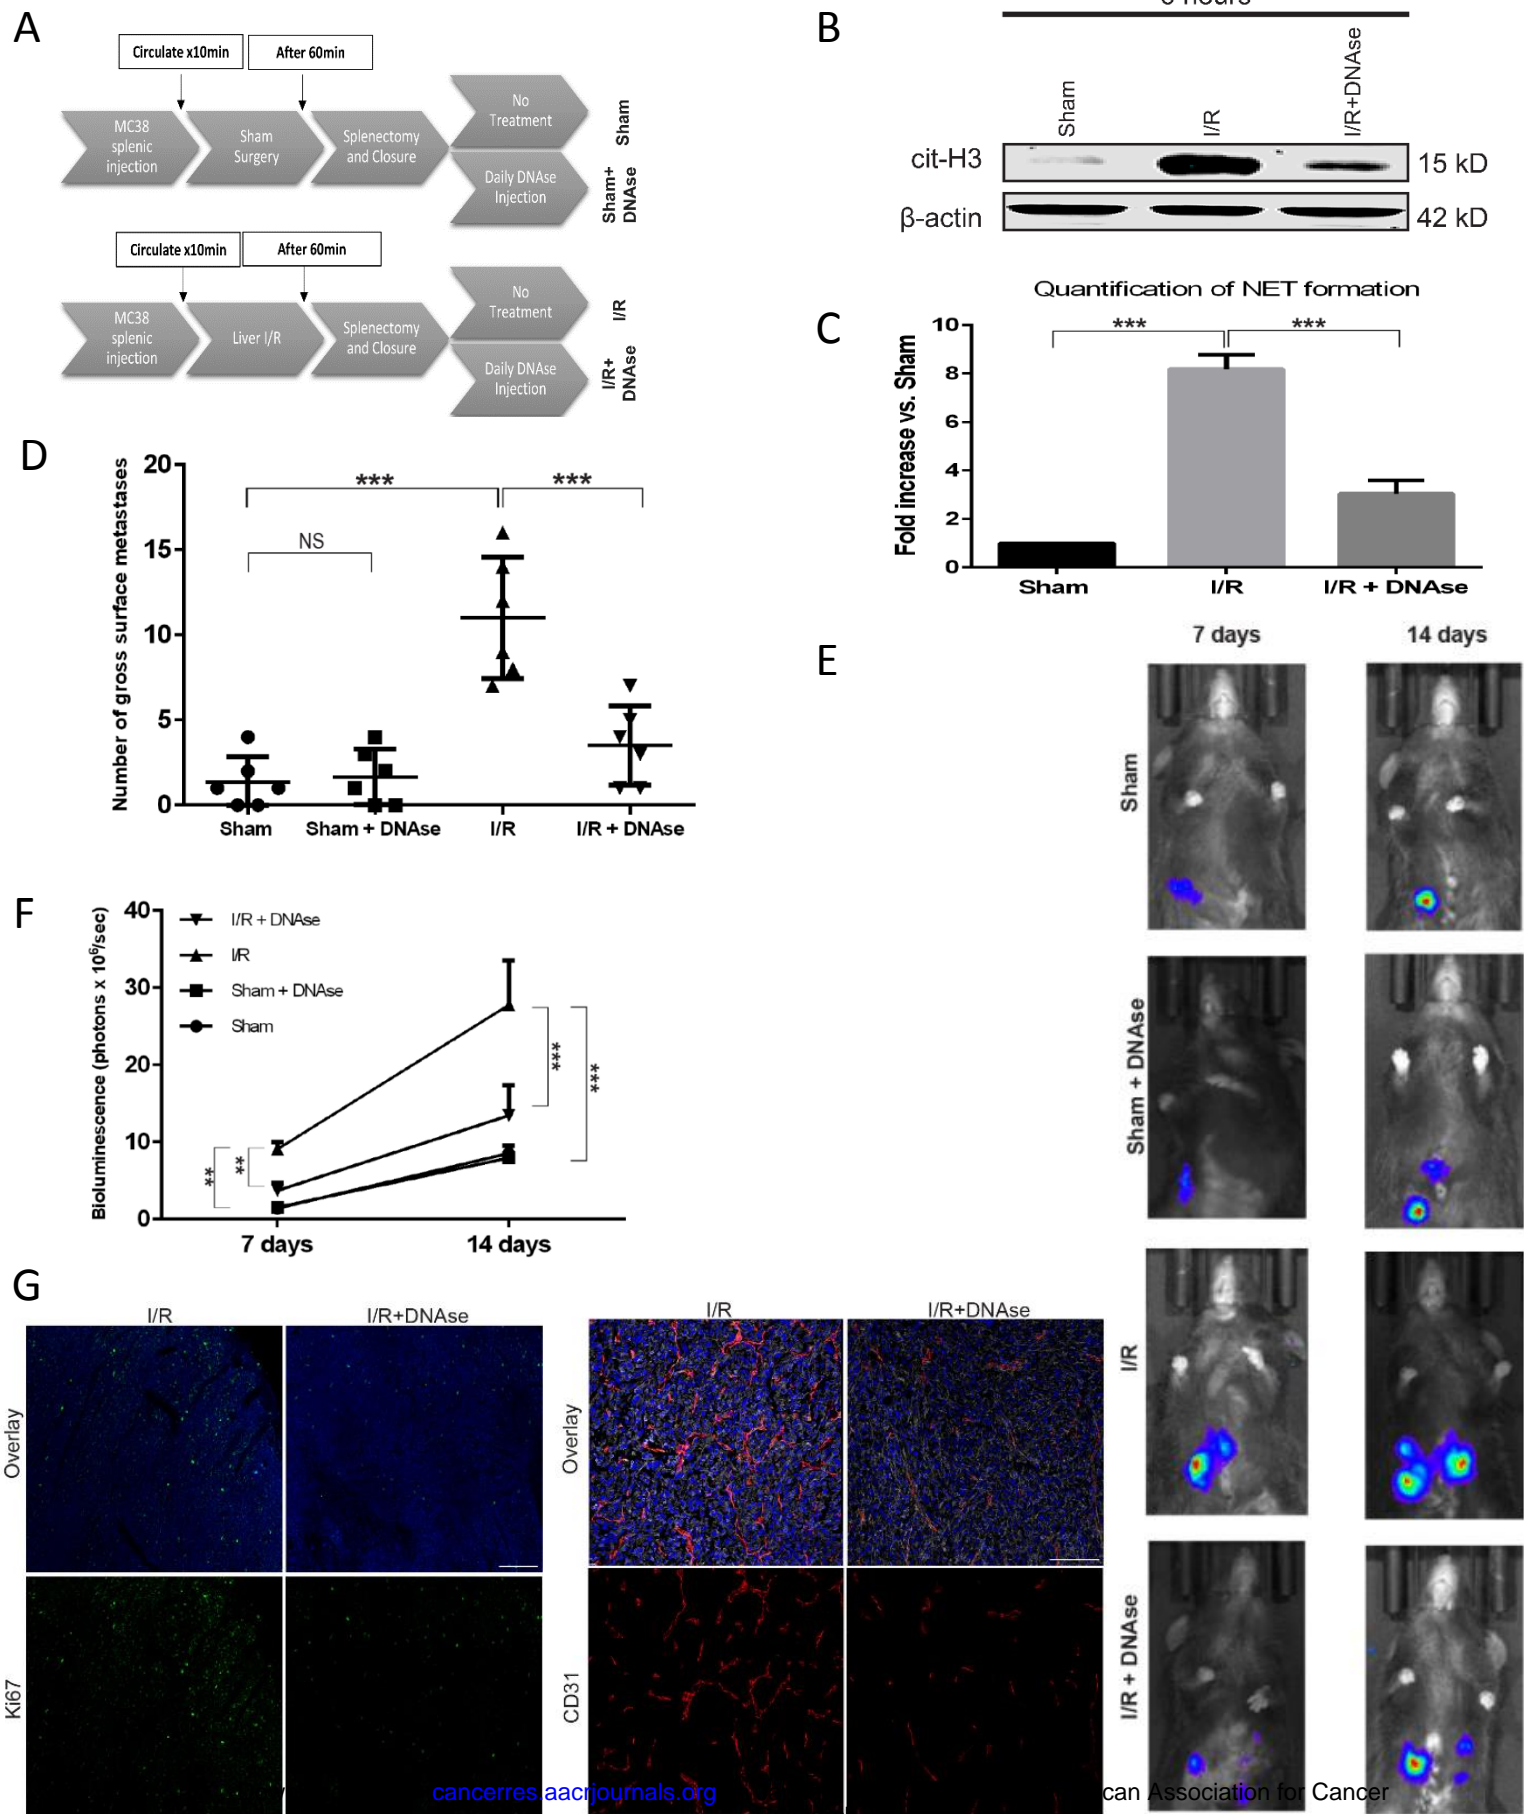 A
Circulate x10min
After 60min
MC38
splenic
injection
Sham
Surgery
Splenectomy
and Closure
No
Treatment
Daily DNAse
Injection
Sham
Sham+
DNAse
Circulate x10min
After 60min
MC38
splenic
injection
Liver I/R
Splenectomy
and Closure
No
Treatment
Daily DNAse
Injection
I/R
I/R+
DNAse
B
hours
Sham
I/R
I/R+DNAse
cit-H3
15 kD
β-actin
42 kD
C
Quantification of NET formation
Fold increase vs. Sham
10
8
6
4
2
0
***
***
Sham
I/R
I/R + DNAse
D
Number of gross surface metastases
20
15
10
5
0
***
***
NS
Sham
Sham + DNAse
I/R
I/R + DNAse
E
7 days
14 days
Sham
Sham + DNAse
I/R
I/R + DNAse
F
Bioluminescence (photons x 10⁶/sec)
40
30
20
10
0
I/R + DNAse
I/R
Sham + DNAse
Sham
**
**
***
***
7 days
14 days
G
I/R
I/R+DNAse
Overlay
Ki67
I/R
I/R+DNAse
Overlay
CD31
cancerres.aacrjournals.org
can Association for Cancer